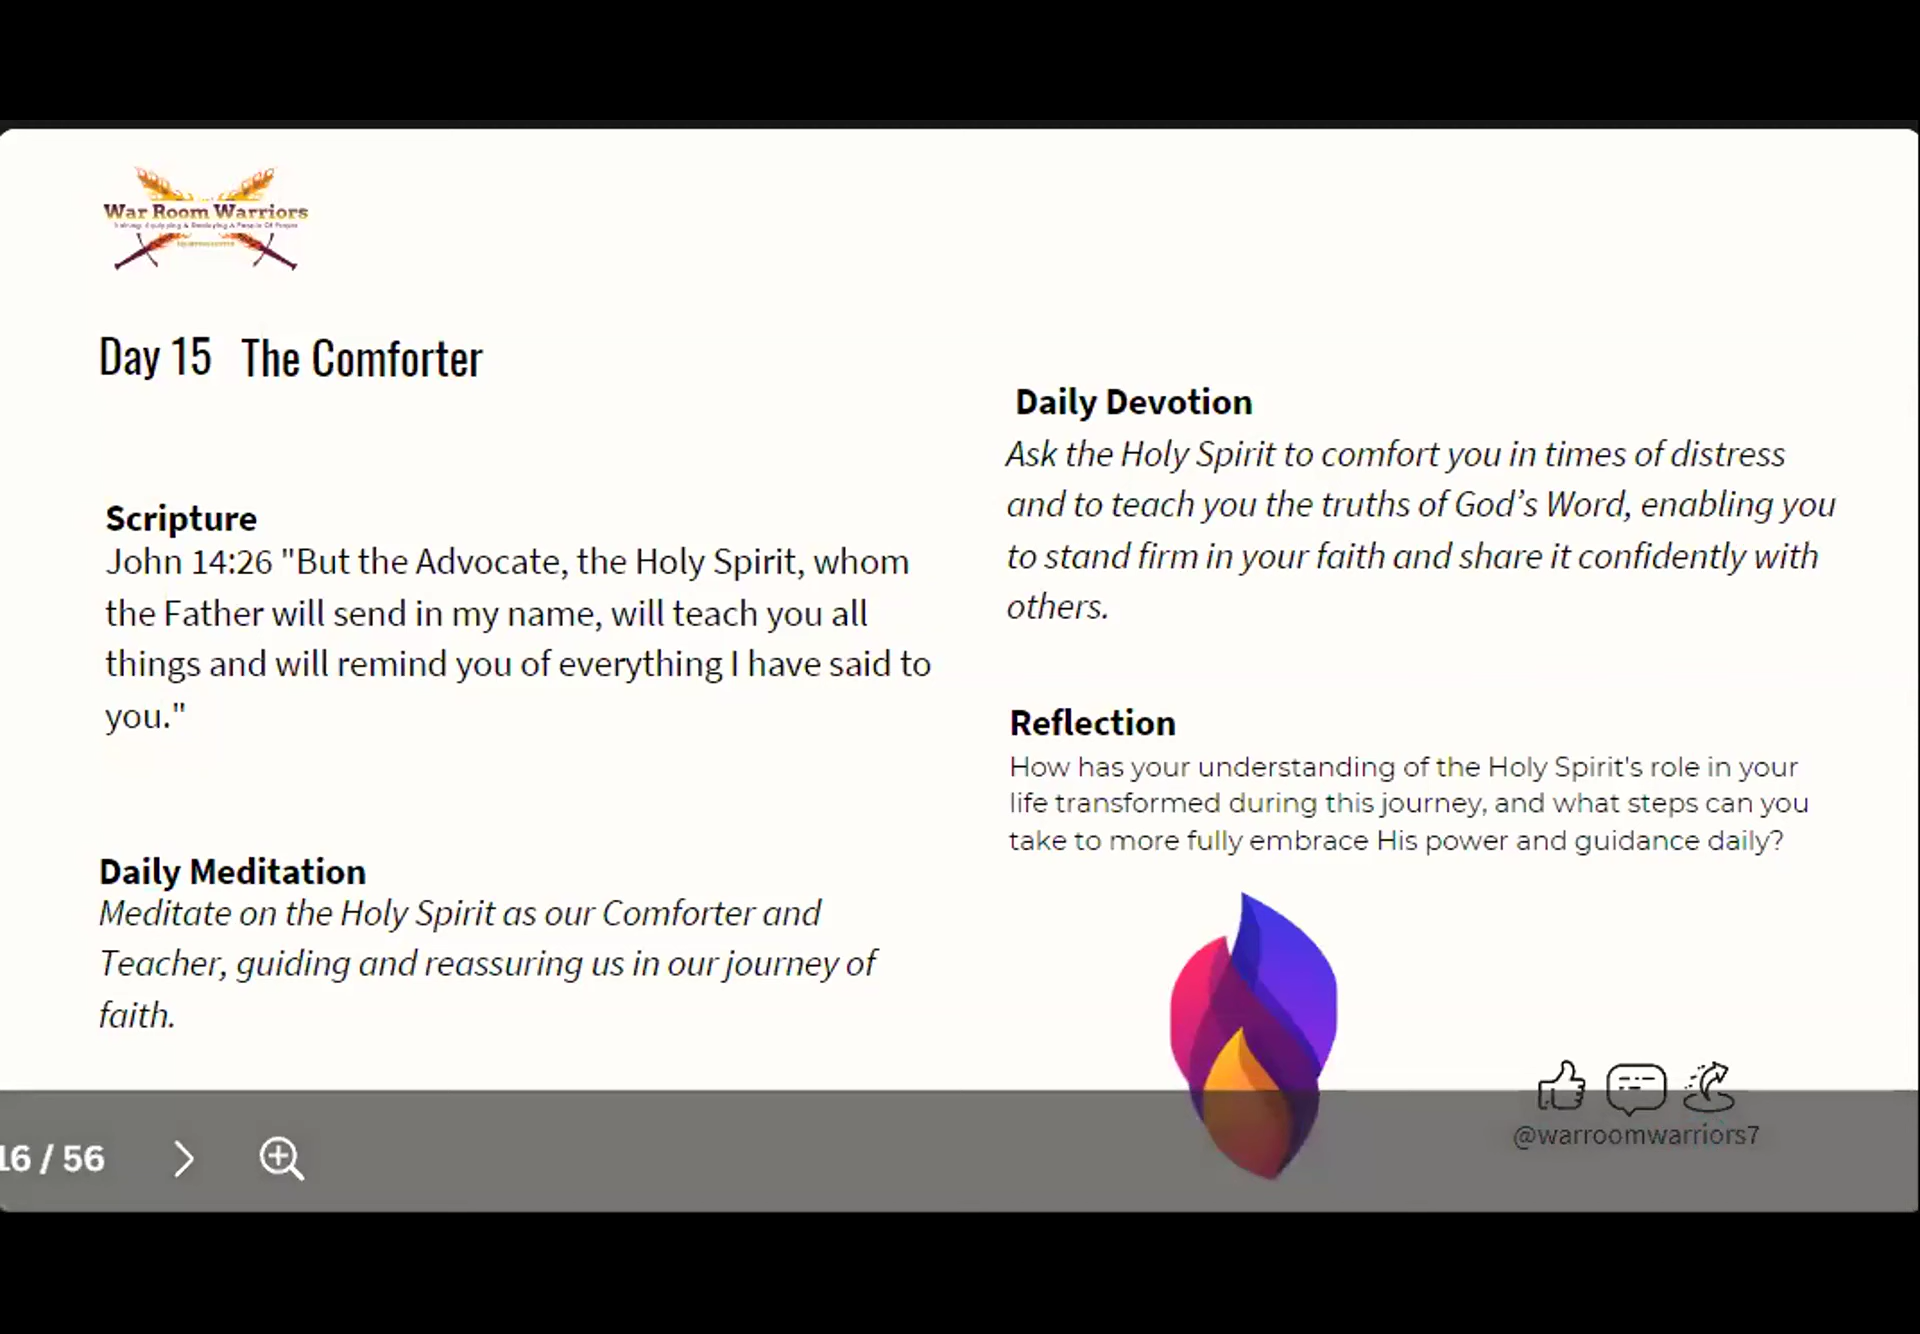 War Room Warriors
Day 15 The Comforter
Scripture
John 14:26 "But the Advocate, the Holy Spirit, whom
the Father will send in my name, will teach you all
things and will remind you of everything I have said to
you."
Daily Meditation
Meditate on the Holy Spirit as our Comforter and
Teacher, guiding and reassuring us in our journey of
faith.
Daily Devotion
Ask the Holy Spirit to comfort you in times of distress
and to teach you the truths of God’s Word, enabling you
to stand firm in your faith and share it confidently with
others.
Reflection
How has your understanding of the Holy Spirit's role in your
life transformed during this journey, and what steps can you
take to more fully embrace His power and guidance daily?
@warroomwarriors7
16 / 56